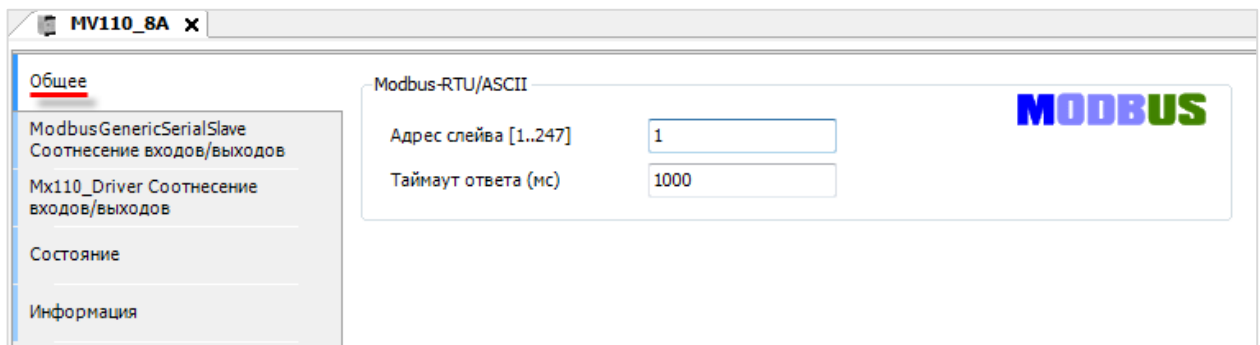 MV110_8A
Общее
ModbusGenericSerialSlave
Соотнесение входов/выходов
Mx110_Driver Соотнесение
входов/выходов
Состояние
Информация
Modbus-RTU/ASCII
MODBUS
Адрес слейва [1..247] 1
Таймаут ответа (мс) 1000